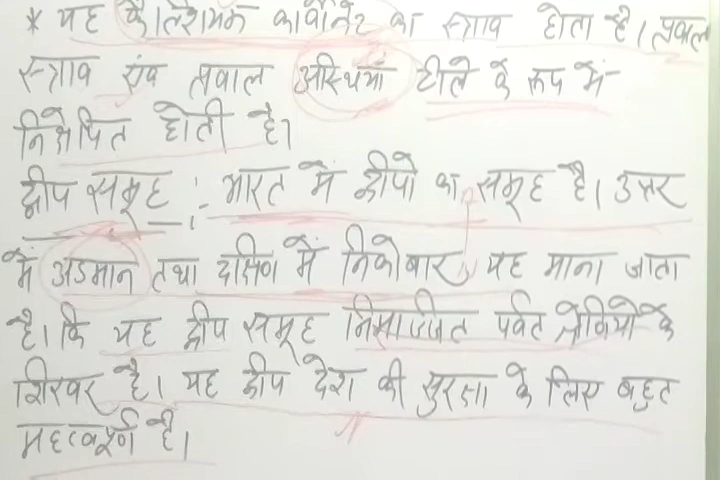 * यह कैल्शियम कार्बोनेट का स्त्राव होता है। प्रवाल
स्त्राव एंव प्रवाल अस्थियाँ टीले के रूप में
निक्षेपित होती है।
द्वीप समूह :- भारत में द्वीपो का समूह है। उत्तर
में अंडमान तथा दक्षिण में निकोबार यह माना जाता
है। कि यह द्वीप समूह निमज्जित पर्वत श्रेणियो के
शिखर है। यह द्वीप देश की सुरक्षा के लिए बहुत
महत्वपूर्ण है।